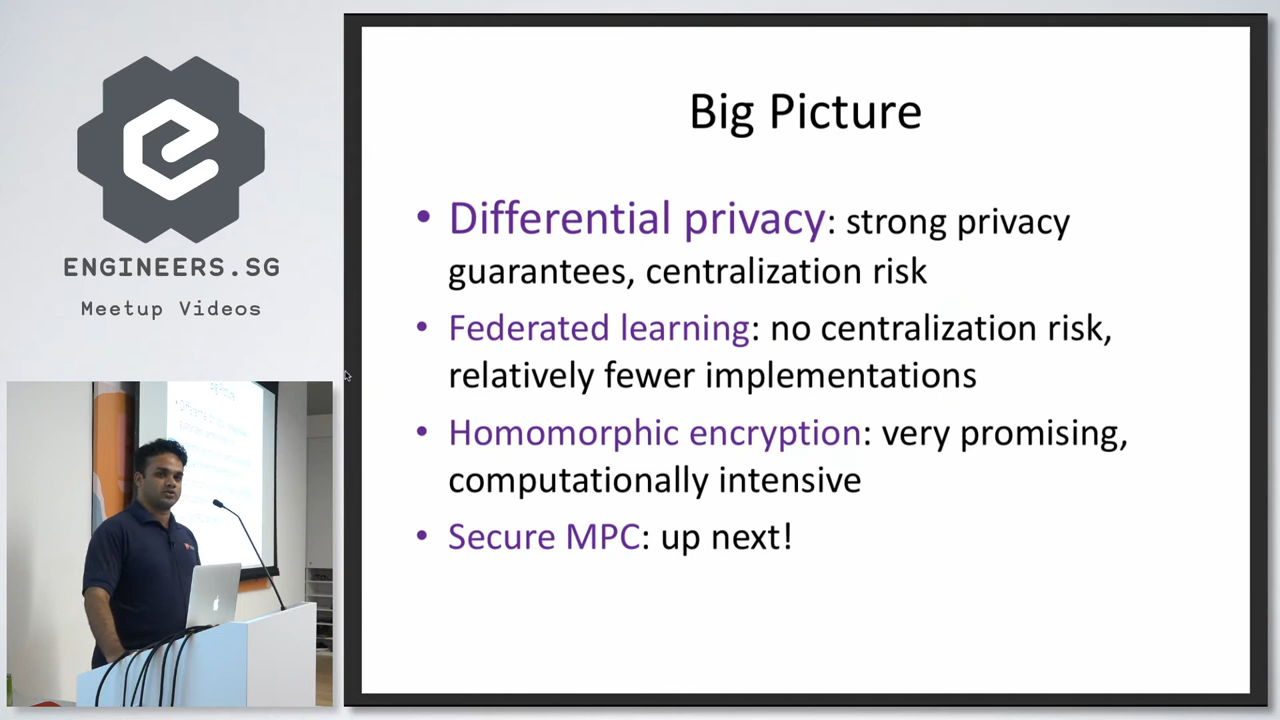 ENGINEERS.SG
Meetup Videos
Big Picture
• Differential privacy: strong privacy
guarantees, centralization risk
• Federated learning: no centralization risk,
relatively fewer implementations
• Homomorphic encryption: very promising,
computationally intensive
• Secure MPC: up next!